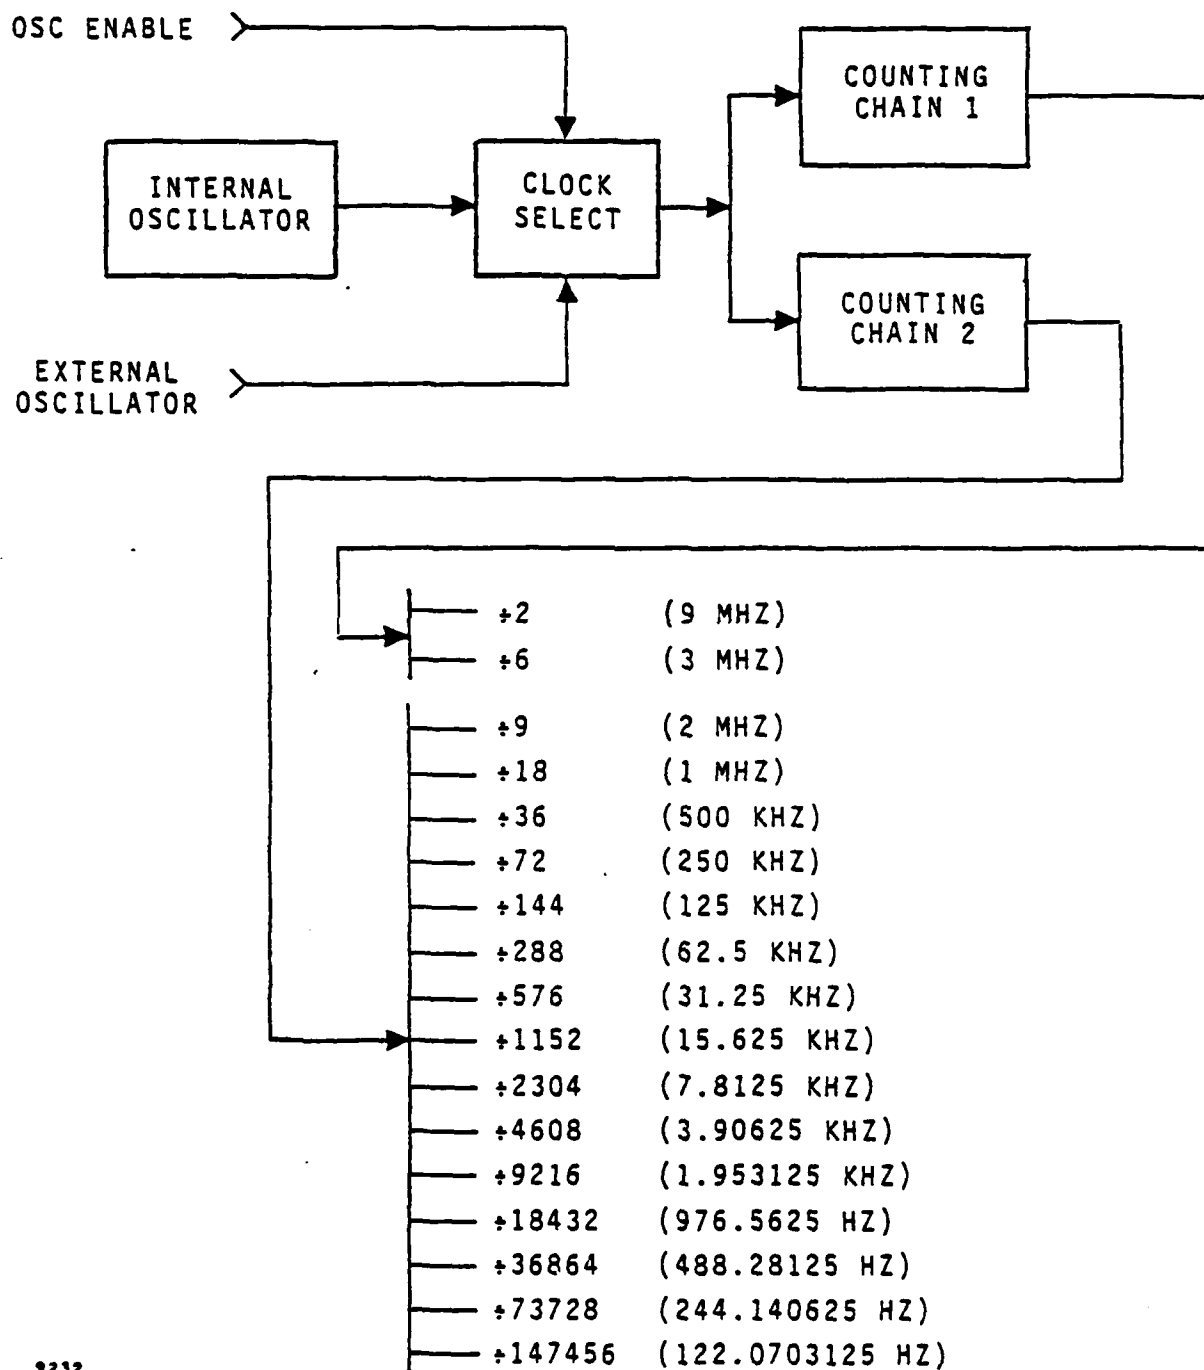 OSC ENABLE
COUNTING
CHAIN 1
INTERNAL
OSCILLATOR
CLOCK
SELECT
COUNTING
CHAIN 2
EXTERNAL
OSCILLATOR
÷2 (9 MHZ)
÷6 (3 MHZ)
÷9 (2 MHZ)
÷18 (1 MHZ)
÷36 (500 KHZ)
÷72 (250 KHZ)
÷144 (125 KHZ)
÷288 (62.5 KHZ)
÷576 (31.25 KHZ)
÷1152 (15.625 KHZ)
÷2304 (7.8125 KHZ)
÷4608 (3.90625 KHZ)
÷9216 (1.953125 KHZ)
÷18432 (976.5625 HZ)
÷36864 (488.28125 HZ)
÷73728 (244.140625 HZ)
÷147456 (122.0703125 HZ)